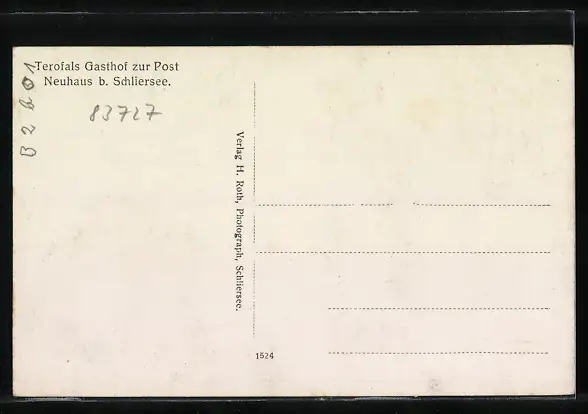 Terofals Gasthof zur Post
Neuhaus b. Schliersee.
83727
Verlag H. Roth, Photograph, Schliersee.
1524